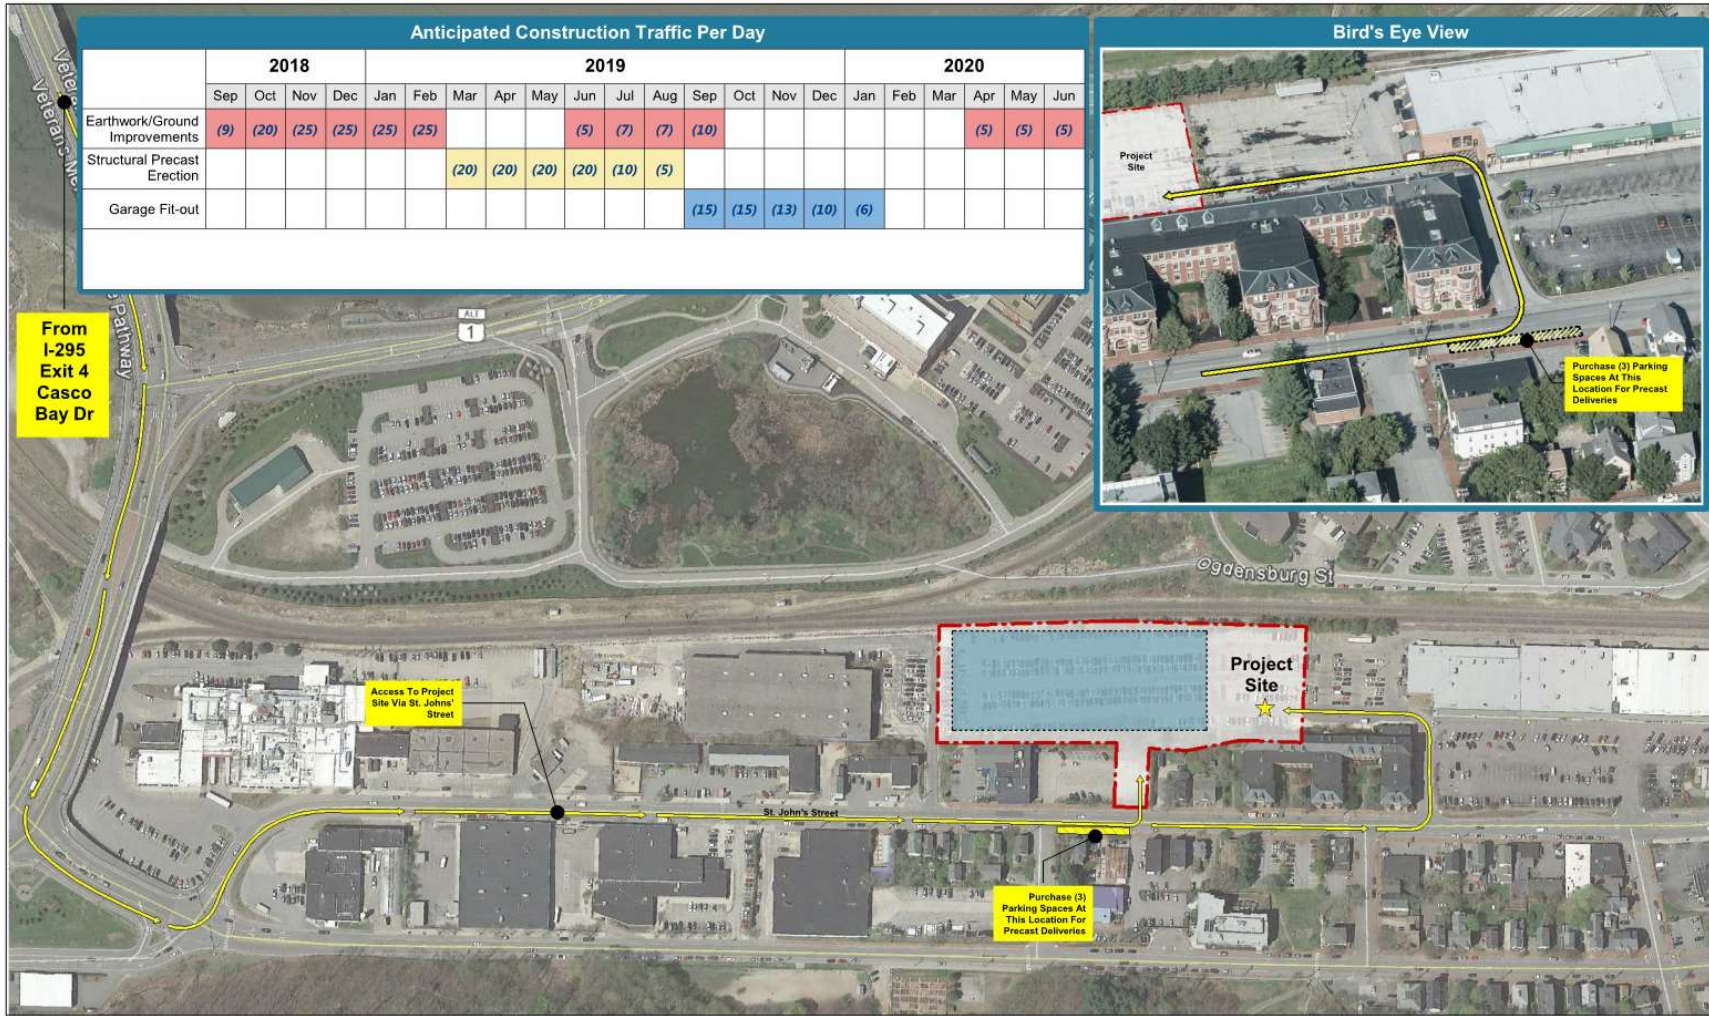 Anticipated Construction Traffic Per Day
2018 2019 2020
Sep Oct Nov Dec Jan Feb Mar Apr May Jun Jul Aug Sep Oct Nov Dec Jan Feb Mar Apr May Jun
Earthwork/Ground
Improvements
(9) (20) (25) (25) (25) (25) (5) (7) (7) (10) (5) (5) (5)
Structural Precast
Erection
(20) (20) (20) (20) (10) (5)
Garage Fit-out
(15) (15) (13) (10) (6)
Bird's Eye View
Project
Site
Purchase (3) Parking
Spaces At This
Location For Precast
Deliveries
From
I-295
Exit 4
Casco
Bay Dr
Pathway
ALT
1
Ogdensburg St
Project
Site
Access To Project
Site Via St. Johns'
Street
St. John's Street
Purchase (3)
Parking Spaces At
This Location For
Precast Deliveries